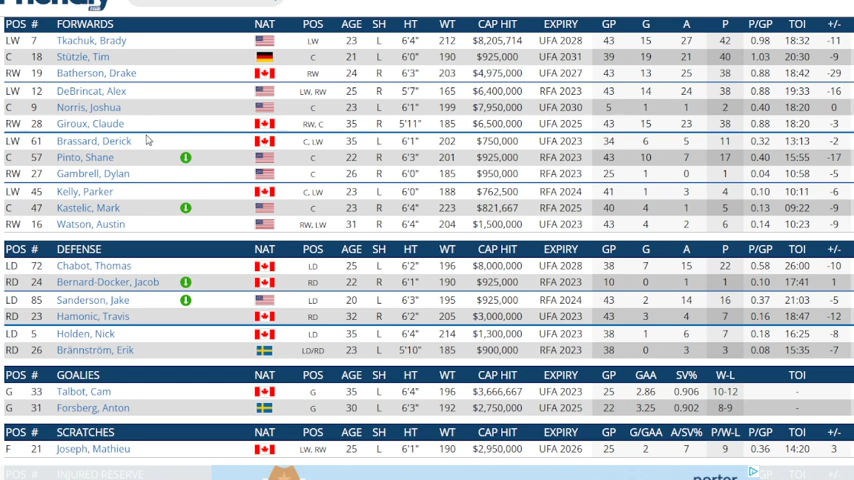 Friendly
POS # FORWARDS NAT POS AGE SH HT WT CAP HIT EXPIRY GP G A P P/GP TOI +/-
LW 7 Tkachuk, Brady LW 23 L 6'4" 212 $8,205,714 UFA 2028 43 15 27 42 0.98 18:32 -11
C 18 Stützle, Tim C 21 L 6'0" 190 $925,000 UFA 2031 39 19 21 40 1.03 20:30 -9
RW 19 Batherson, Drake RW 24 R 6'3" 203 $4,975,000 UFA 2027 43 13 25 38 0.88 18:42 -29
LW 12 DeBrincat, Alex LW, RW 25 R 5'7" 165 $6,400,000 RFA 2023 43 14 24 38 0.88 19:33 -16
C 9 Norris, Joshua C 23 L 6'1" 199 $7,950,000 UFA 2030 5 1 1 2 0.40 18:20 0
RW 28 Giroux, Claude RW, C 35 R 5'11" 185 $6,500,000 UFA 2025 43 15 23 38 0.88 18:20 -3
LW 61 Brassard, Derick C, LW 35 L 6'1" 202 $750,000 UFA 2023 34 6 5 11 0.32 13:13 -2
C 57 Pinto, Shane C 22 R 6'3" 201 $925,000 RFA 2023 43 10 7 17 0.40 15:55 -17
RW 27 Gambrell, Dylan C 26 R 6'0" 185 $950,000 RFA 2023 25 1 0 1 0.04 10:58 -5
LW 45 Kelly, Parker C, LW 23 L 6'0" 188 $762,500 RFA 2024 41 1 3 4 0.10 10:11 -6
C 47 Kastelic, Mark C 23 R 6'4" 223 $821,667 RFA 2025 40 4 1 5 0.13 09:22 -9
RW 16 Watson, Austin RW, LW 31 R 6'4" 204 $1,500,000 UFA 2023 43 4 2 6 0.14 10:23 -9
POS # DEFENSE NAT POS AGE SH HT WT CAP HIT EXPIRY GP G A P P/GP TOI +/-
LD 72 Chabot, Thomas LD 25 L 6'2" 196 $8,000,000 UFA 2028 38 7 15 22 0.58 26:00 -10
RD 24 Bernard-Docker, Jacob RD 22 R 6'1" 190 $925,000 RFA 2023 10 0 1 1 0.10 17:41 1
LD 85 Sanderson, Jake LD 20 L 6'3" 195 $925,000 RFA 2024 43 2 14 16 0.37 21:03 -5
RD 23 Hamonic, Travis RD 32 R 6'2" 205 $3,000,000 UFA 2023 43 3 4 7 0.16 18:47 -12
LD 5 Holden, Nick LD 35 L 6'4" 214 $1,300,000 UFA 2023 38 1 6 7 0.18 16:25 -8
RD 26 Brännström, Erik LD/RD 23 L 5'10" 185 $900,000 RFA 2023 38 0 3 3 0.08 15:35 -7
POS # GOALIES NAT POS AGE SH HT WT CAP HIT EXPIRY GP GAA SV% W-L TOI
G 33 Talbot, Cam G 35 L 6'4" 196 $3,666,667 UFA 2023 25 2.86 0.906 10-12 -
G 31 Forsberg, Anton G 30 L 6'3" 192 $2,750,000 UFA 2025 22 3.25 0.902 8-9 -
POS # SCRATCHES NAT POS AGE SH HT WT CAP HIT EXPIRY GP G/GAA A/SV% P/W-L P/GP TOI +/-
F 21 Joseph, Mathieu LW, RW 25 L 6'1" 190 $2,950,000 UFA 2026 25 2 7 9 0.36 14:20 3
POS # INJURED RESERVE
porter